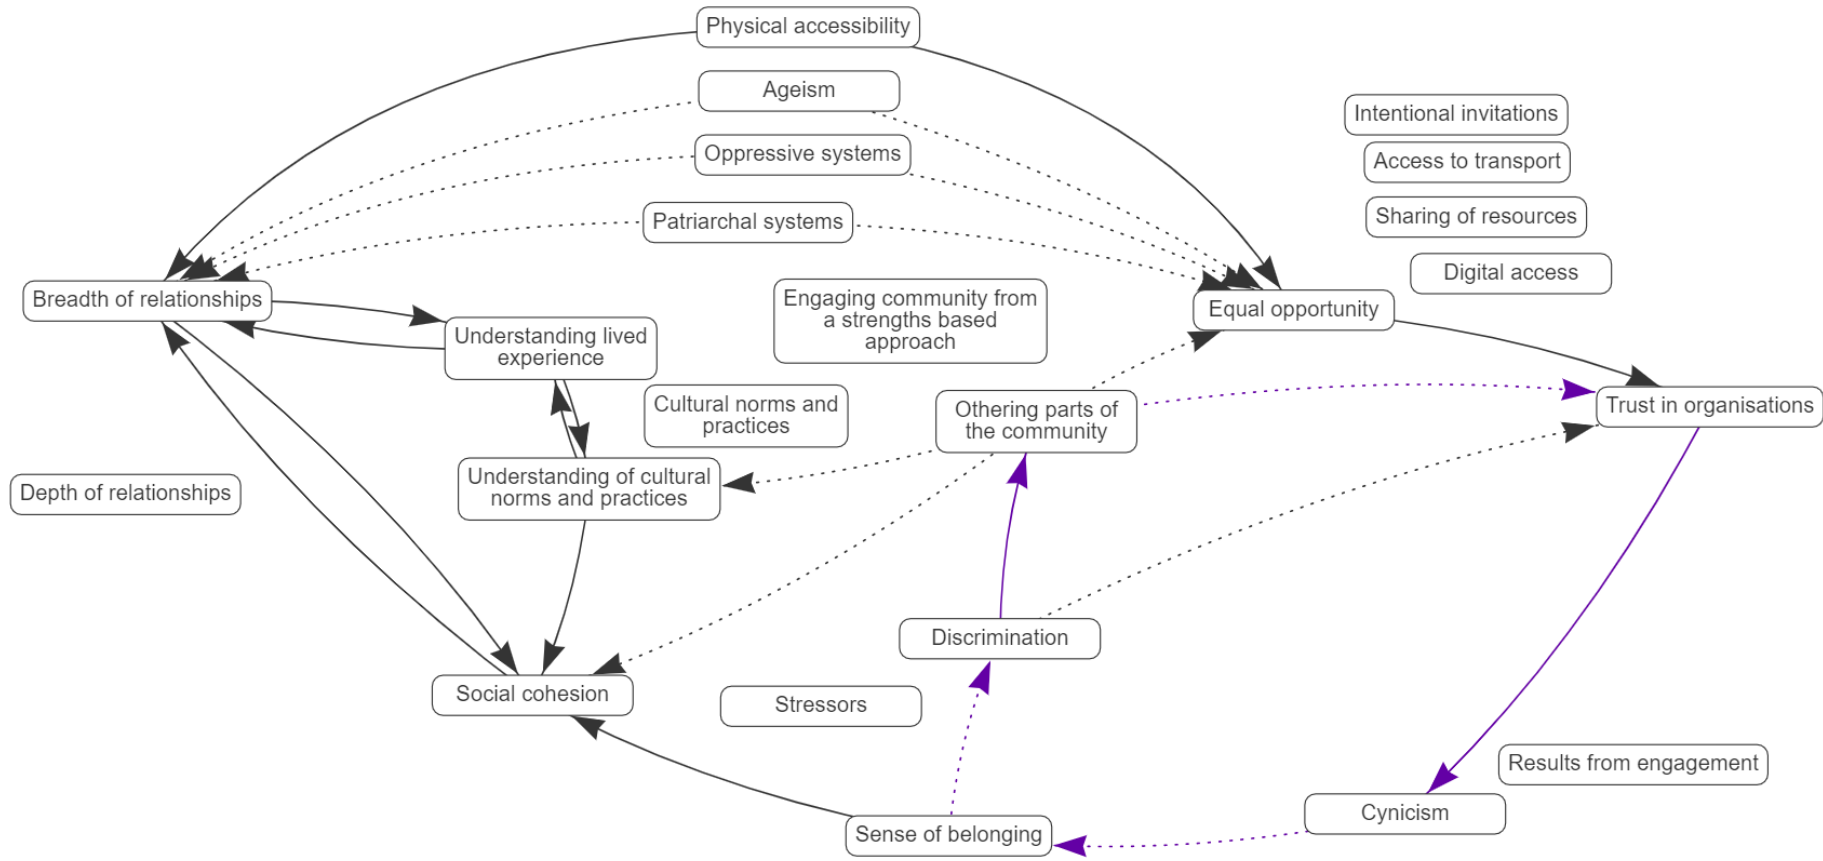 Physical accessibility
Ageism
Intentional invitations
Oppressive systems
Access to transport
Patriarchal systems
Sharing of resources
Digital access
Breadth of relationships
Engaging community from
a strengths based
approach
Equal opportunity
Understanding lived
experience
Cultural norms and
practices
Othering parts of
the community
Trust in organisations
Depth of relationships
Understanding of cultural
norms and practices
Discrimination
Social cohesion
Stressors
Results from engagement
Cynicism
Sense of belonging